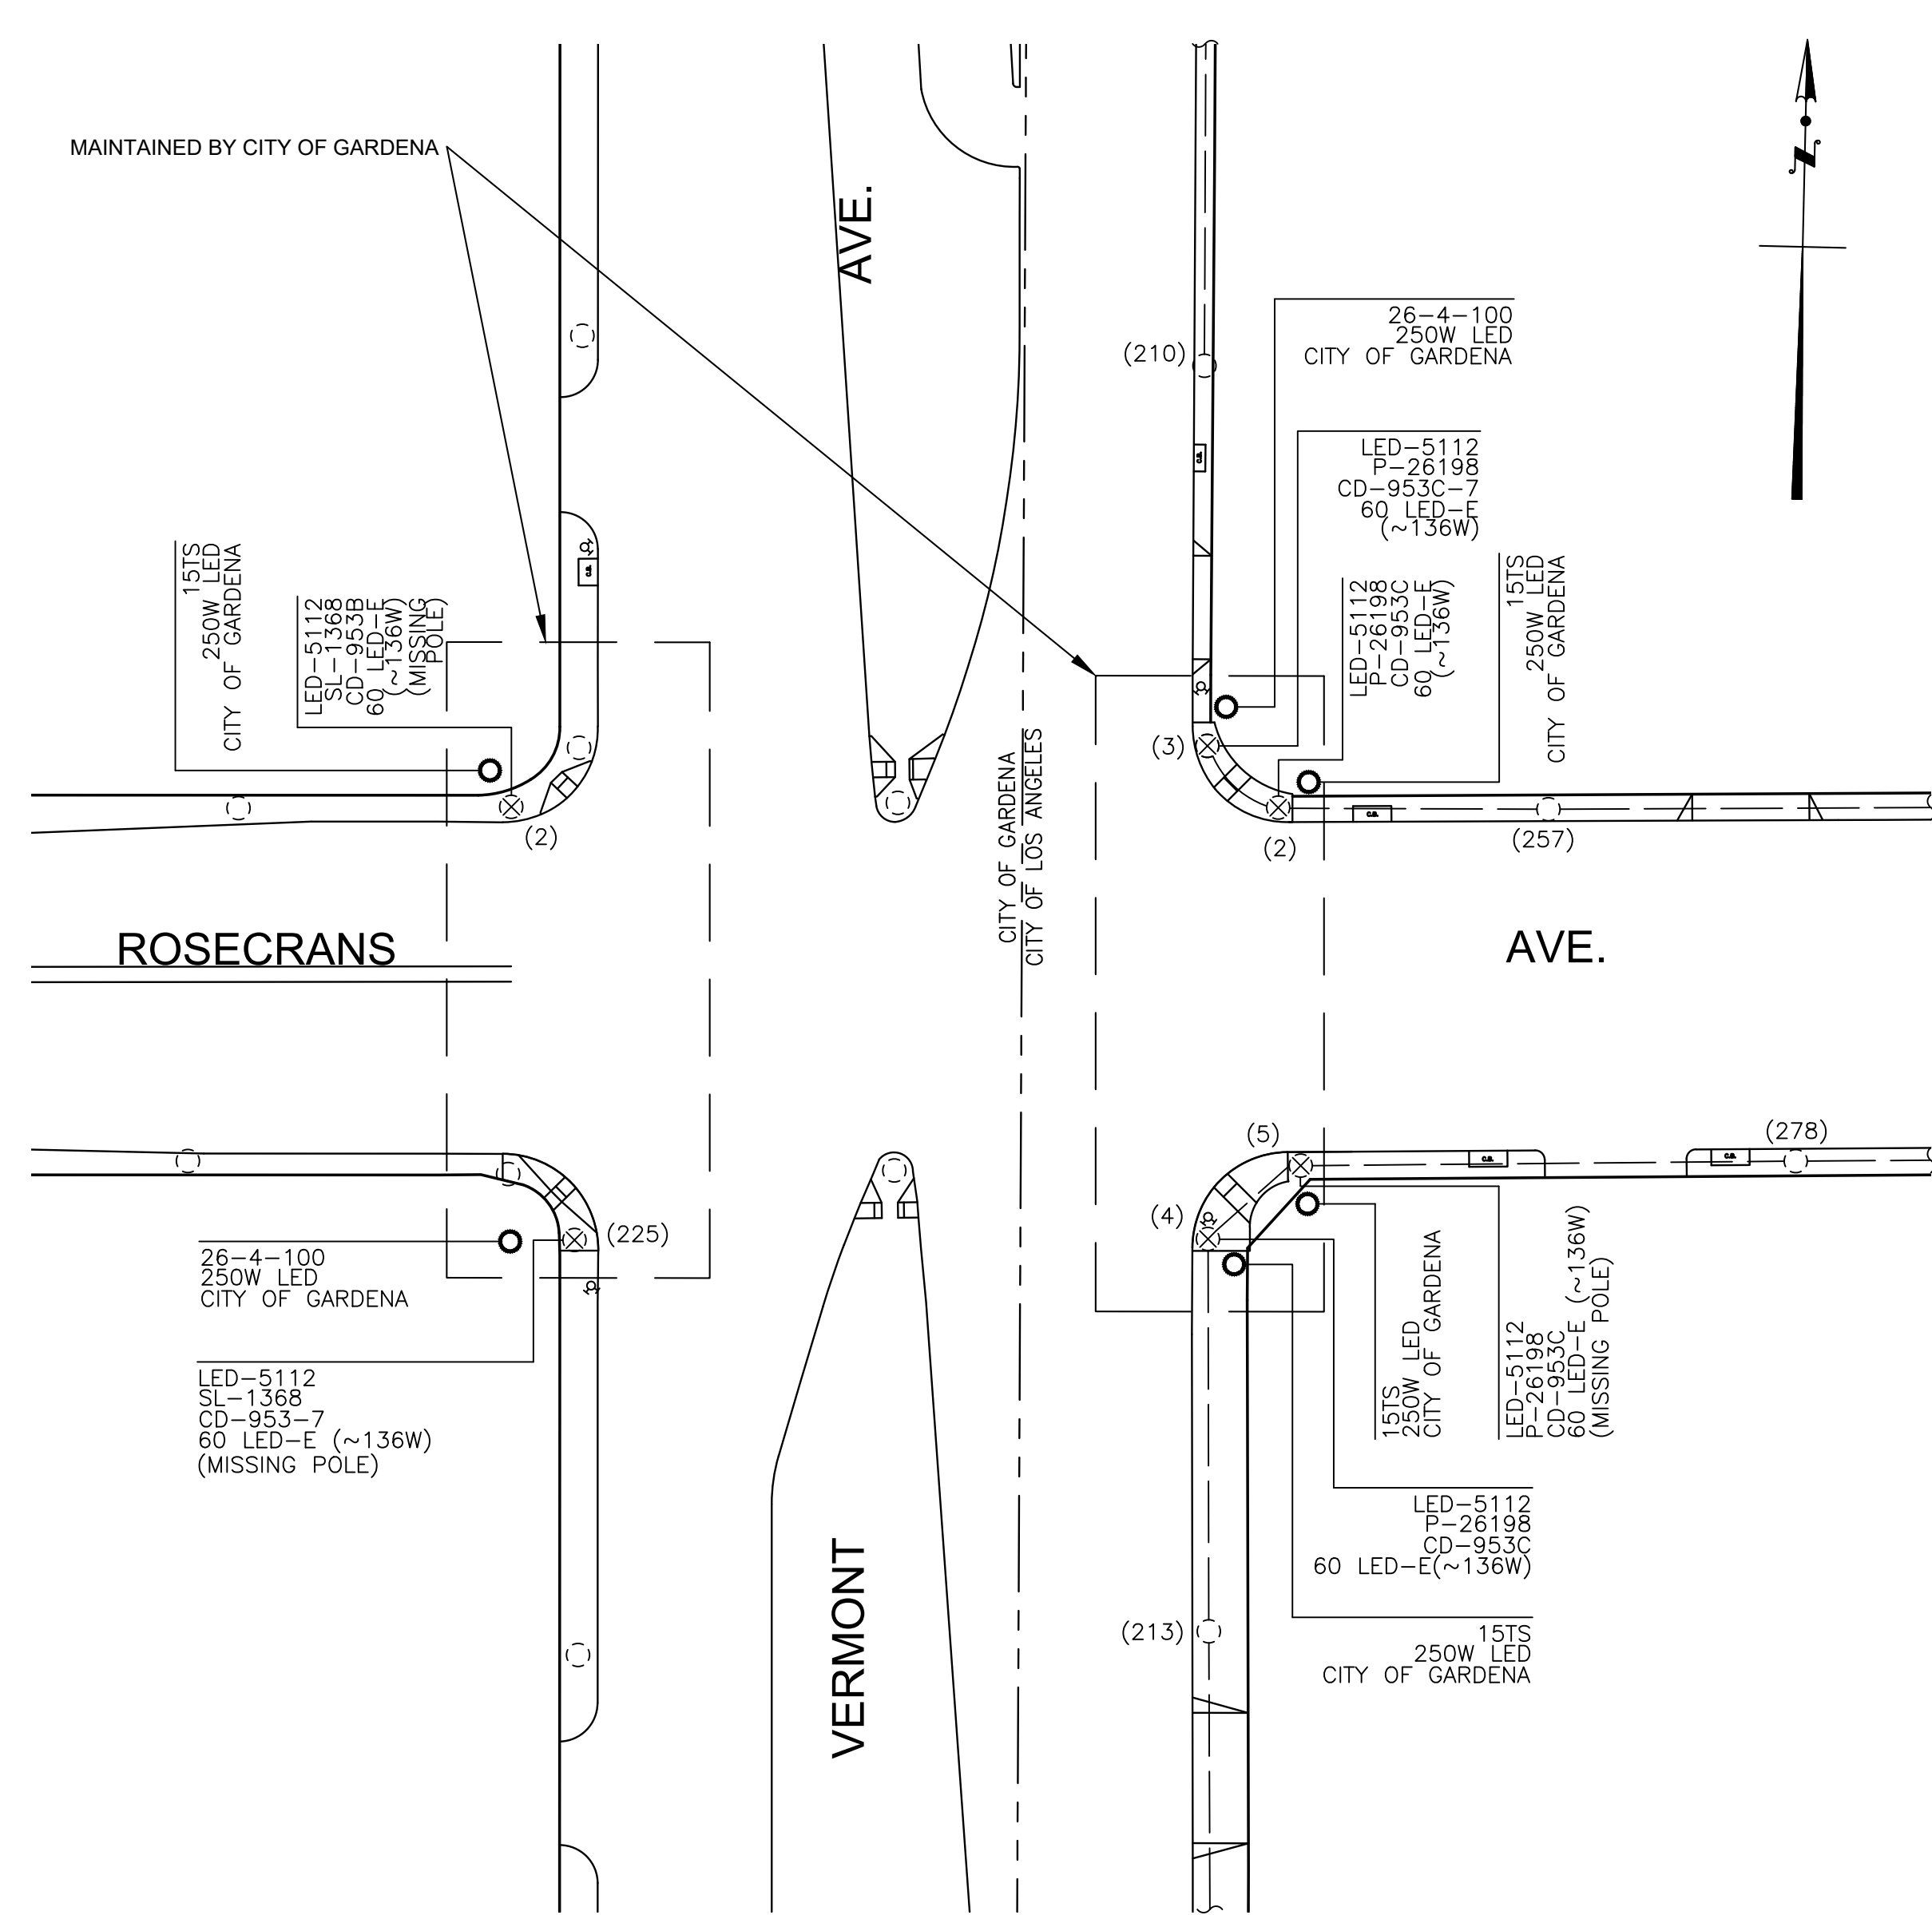 MAINTAINED BY CITY OF GARDENA
AVE.
(210)
26-4-100
250W LED
CITY OF GARDENA
LED-5112
P-26198
CD-953C-7
60 LED-E
(~136W)
C.B.
N
15TS
250W LED
CITY OF GARDENA
LED-5112
SL-1368
CD-953B
60 LED-E
(~136W)
(MISSING
POLE)
C.B.
LED-5112
P-26198
CD-953C
60 LED-E
(~136W)
15TS
250W LED
CITY OF GARDENA
(3)
(2)
(2)
C.B.
(257)
CITY OF GARDENA
CITY OF LOS ANGELES
ROSECRANS
AVE.
(5)
C.B.
C.B.
(278)
(4)
(225)
26-4-100
250W LED
CITY OF GARDENA
LED-5112
SL-1368
CD-953-7
60 LED-E (~136W)
(MISSING POLE)
15TS
250W LED
CITY OF GARDENA
LED-5112
P-26198
CD-953C
60 LED-E (~136W)
(MISSING POLE)
LED-5112
P-26198
CD-953C
60 LED-E(~136W)
15TS
250W LED
CITY OF GARDENA
(213)
VERMONT